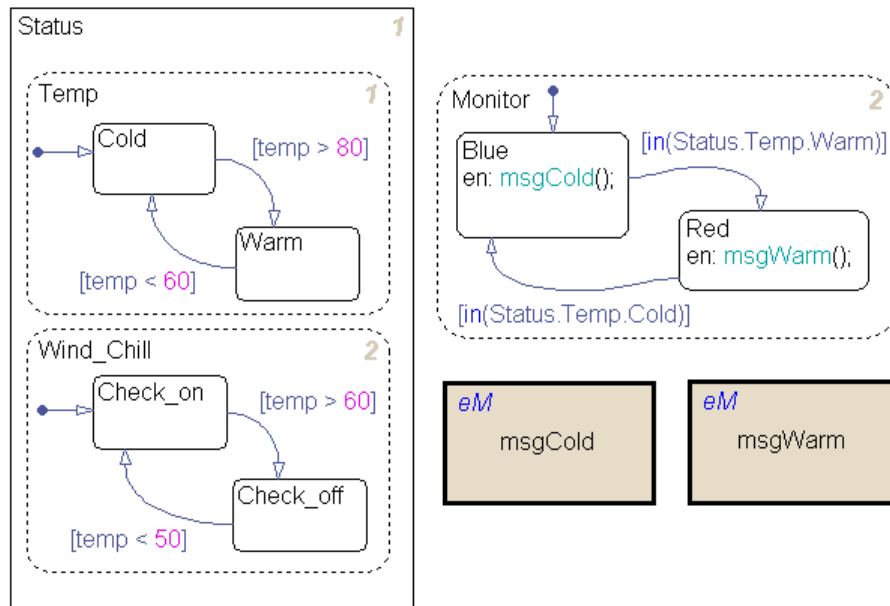 Status 1
Temp 1
Cold
[temp > 80]
Warm
[temp < 60]
Wind_Chill 2
Check_on
[temp > 60]
Check_off
[temp < 50]
Monitor 2
Blue
en: msgCold();
[in(Status.Temp.Warm)]
Red
en: msgWarm();
[in(Status.Temp.Cold)]
eM
msgCold
eM
msgWarm